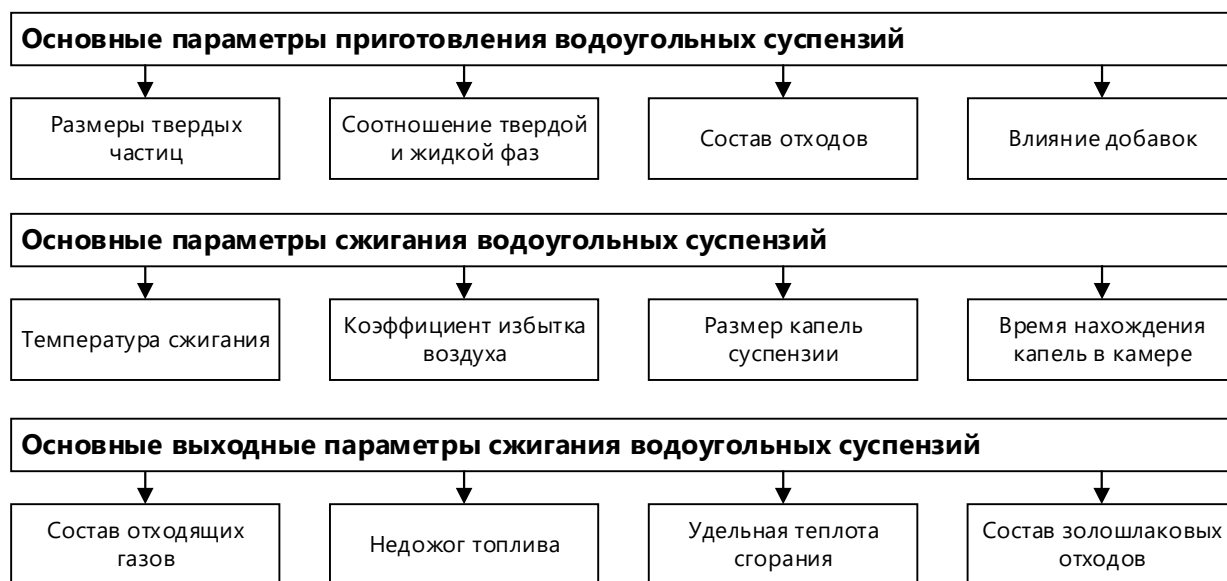 Основные параметры приготовления водоугольных суспензий
Размеры твердых
частиц
Соотношение твердой
и жидкой фаз
Состав отходов
Влияние добавок
Основные параметры сжигания водоугольных суспензий
Температура сжигания
Коэффициент избытка
воздуха
Размер капель
суспензии
Время нахождения
капель в камере
Основные выходные параметры сжигания водоугольных суспензий
Состав отходящих
газов
Недожог топлива
Удельная теплота
сгорания
Состав золошлаковых
отходов